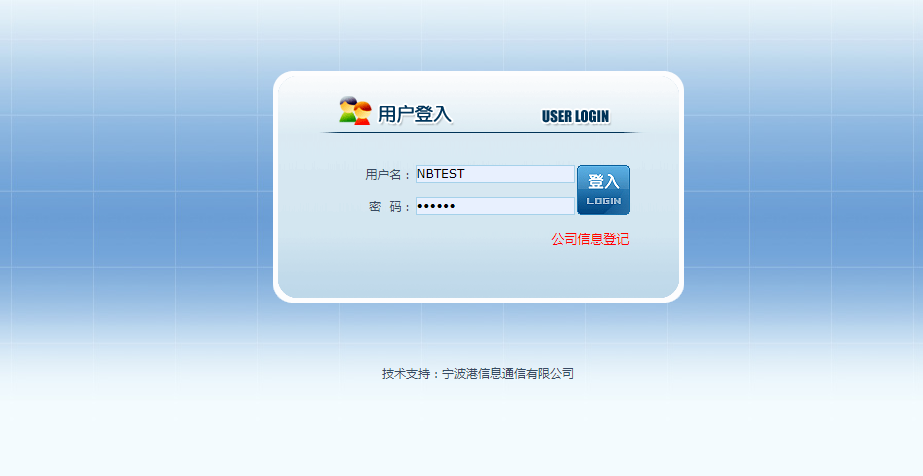 用户登入 USER LOGIN
用户名： NBTEST
登入
LOGIN
密 码： ••••••
公司信息登记
技术支持：宁波港信息通信有限公司